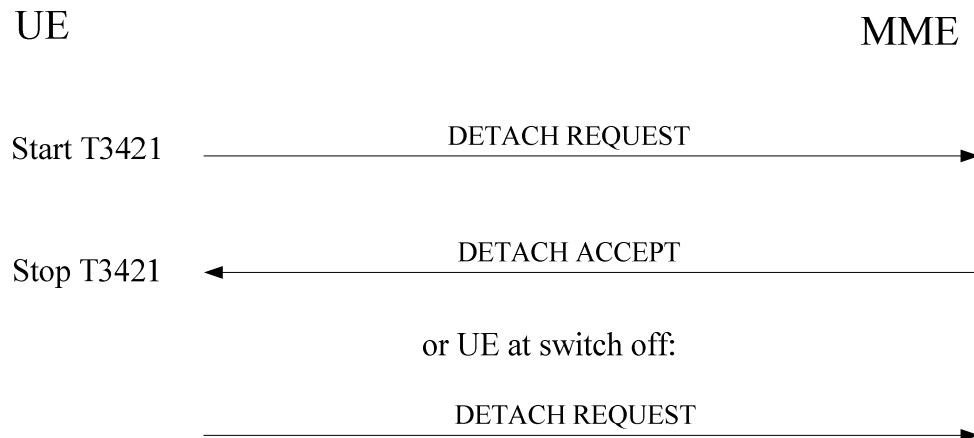 UE
MME
Start T3421
DETACH REQUEST
Stop T3421
DETACH ACCEPT
or UE at switch off:
DETACH REQUEST